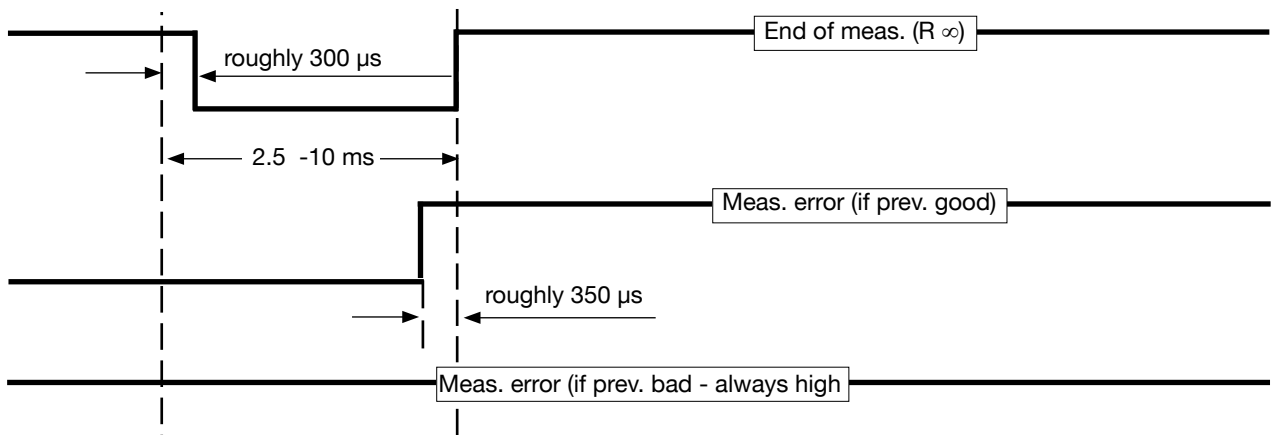 End of meas. (R ∞)
roughly 300 µs
2.5 -10 ms
Meas. error (if prev. good)
roughly 350 µs
Meas. error (if prev. bad - always high